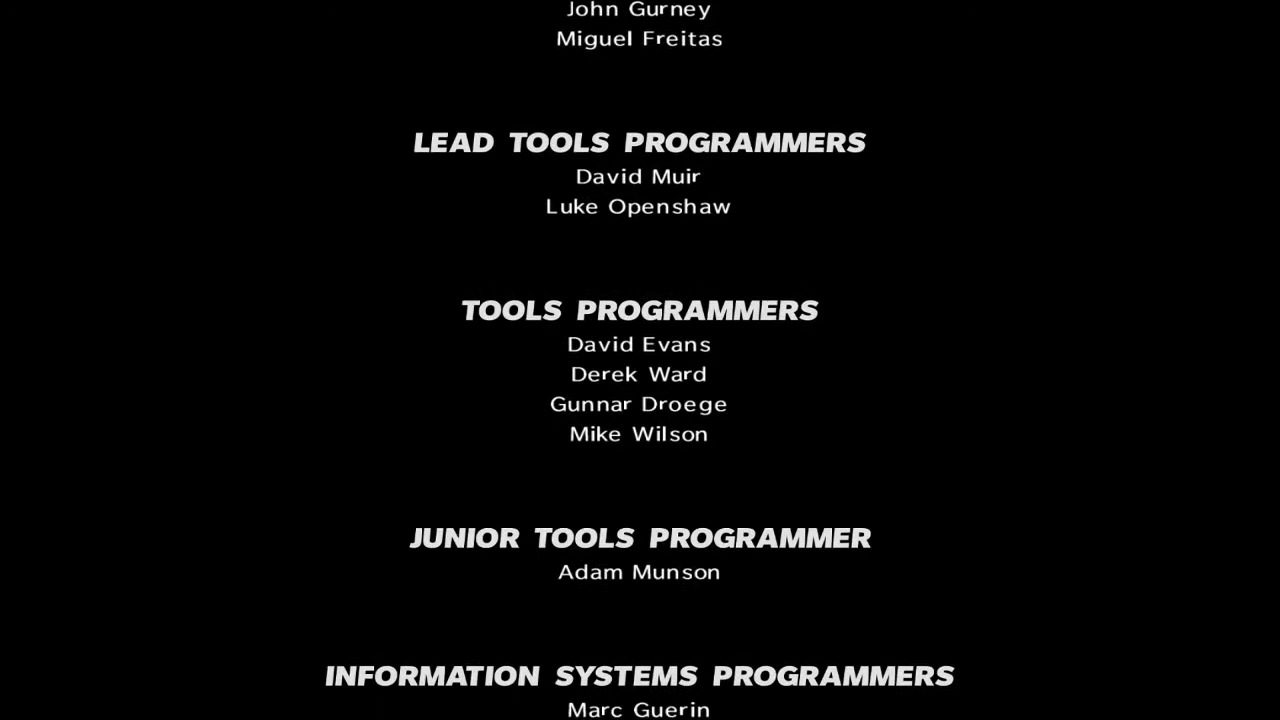 John Gurney
Miguel Freitas
LEAD TOOLS PROGRAMMERS
David Muir
Luke Openshaw
TOOLS PROGRAMMERS
David Evans
Derek Ward
Gunnar Droege
Mike Wilson
JUNIOR TOOLS PROGRAMMER
Adam Munson
INFORMATION SYSTEMS PROGRAMMERS
Marc Guerin